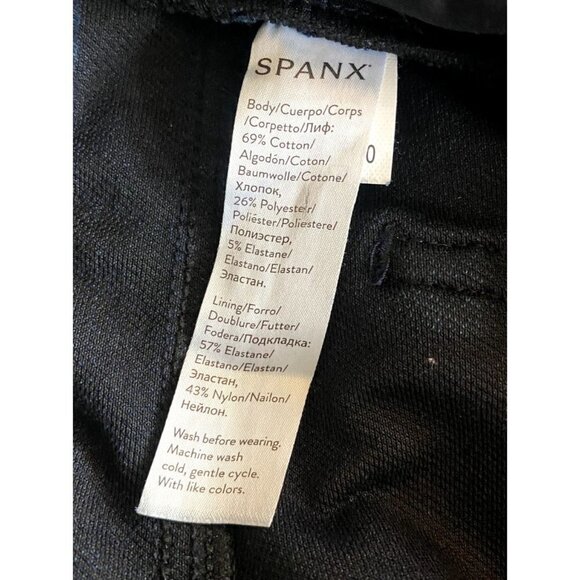 SPANX
Body/Cuerpo/Corps
/Corpetto/Лиф:
69% Cotton/
Algodón/Coton/
Baumwolle/Cotone/
Хлопок,
26% Polyester/
Poliéster/Poliestere/
Полиэстер,
5% Elastane/
Elastano/Elastan/
Эластан.
Lining/Forro/
Doublure/Futter/
Fodera/Подкладка:
57% Elastane/
Elastano/Elastan/
Эластан,
43% Nylon/Nailon/
Нейлон.
Wash before wearing.
Machine wash
cold, gentle cycle.
With like colors.
0